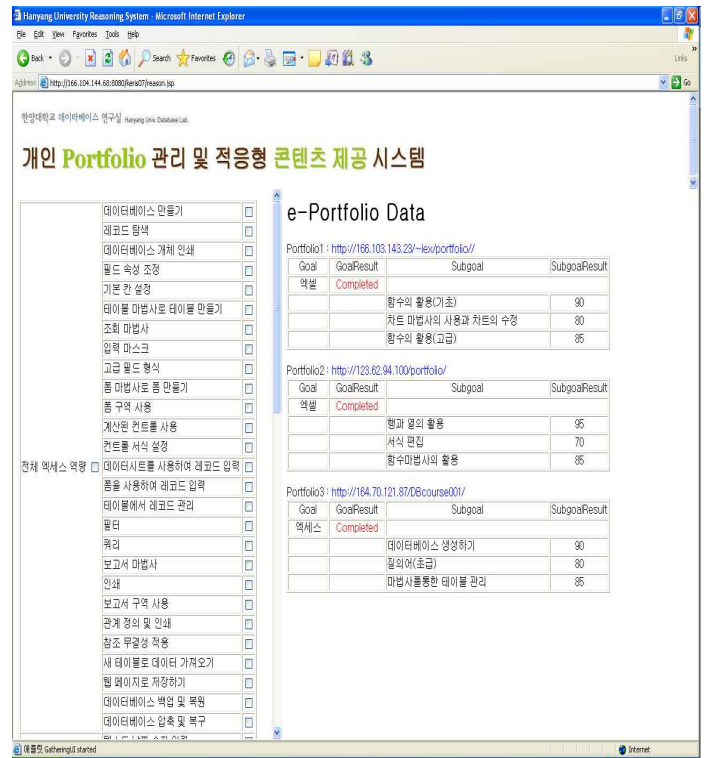 Hanyang University Reasoning System - Microsoft Internet Explorer
File Edit View Favorites Tools Help
Back Search Favorites Links
Address http://166.104.144.68:8080/keris07/reason.jsp Go
한양대학교 데이터베이스 연구실 Hanyang Univ. Database Lab.
개인 Portfolio 관리 및 적응형 콘텐츠 제공 시스템
전체 엑세스 역량
데이터베이스 만들기
레코드 탐색
데이터베이스 개체 인쇄
필드 속성 조정
기본 칸 설정
테이블 마법사로 테이블 만들기
조회 마법사
입력 마스크
고급 필드 형식
폼 마법사로 폼 만들기
폼 구역 사용
계산된 컨트롤 사용
컨트롤 서식 설정
데이터시트를 사용하여 레코드 입력
폼을 사용하여 레코드 입력
테이블에서 레코드 관리
필터
쿼리
보고서 마법사
인쇄
보고서 구역 사용
관계 정의 및 인쇄
참조 무결성 적용
새 테이블로 데이터 가져오기
웹 페이지로 저장하기
데이터베이스 백업 및 복원
데이터베이스 압축 및 복구
e-Portfolio Data
Portfolio1 : http://166.103.143.23/~lex/portfolio//
Goal GoalResult Subgoal SubgoalResult
엑셀 Completed
함수의 활용(기초) 90
차트 마법사의 사용과 차트의 수정 80
함수의 활용(고급) 85
Portfolio2 : http://123.62.94.100/portfolio/
Goal GoalResult Subgoal SubgoalResult
엑셀 Completed
행과 열의 활용 95
서식 편집 70
함수마법사의 활용 85
Portfolio3 : http://164.70.121.87/DBcourse001/
Goal GoalResult Subgoal SubgoalResult
엑세스 Completed
데이터베이스 생성하기 90
질의어(초급) 80
마법사를통한 테이블 관리 85
애플릿 GatheringUI started Internet